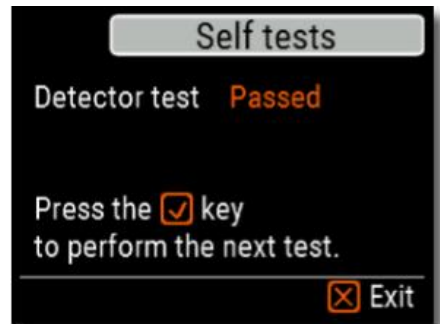 Self tests
Detector test Passed
Press the ☑ key
to perform the next test.
☒ Exit